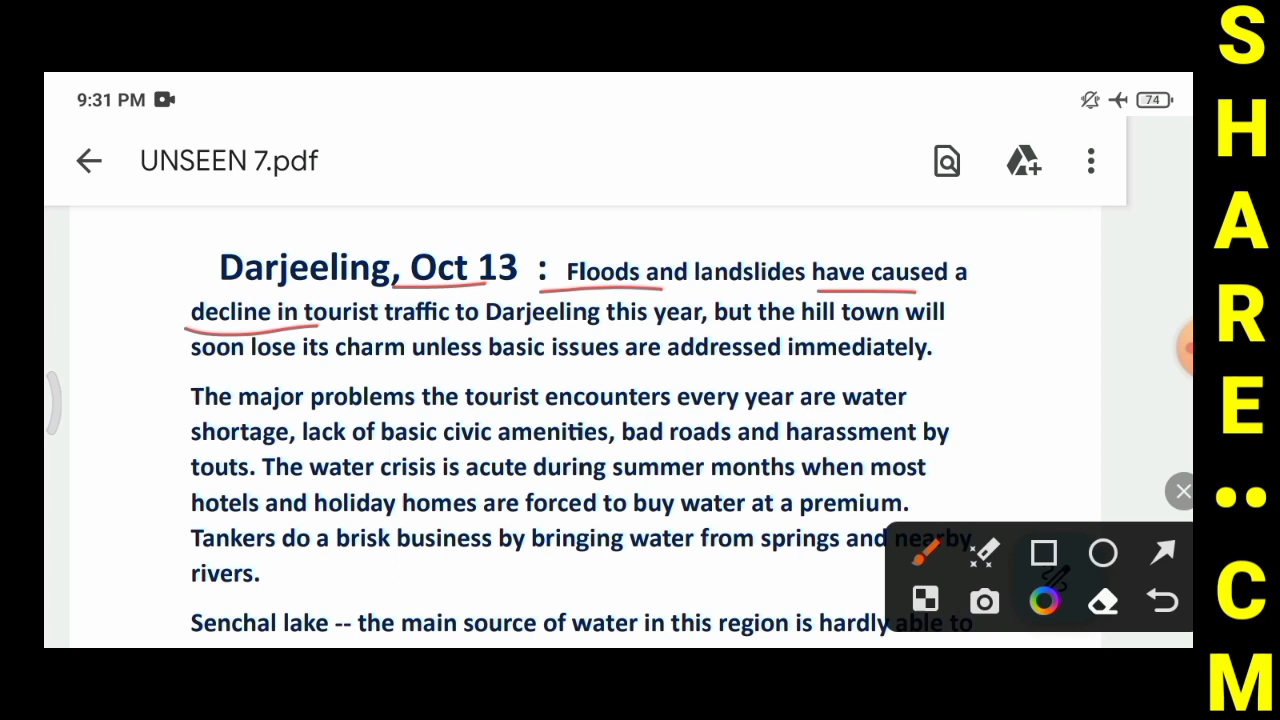 9:31 PM
74
UNSEEN 7.pdf
Darjeeling, Oct 13 : Floods and landslides have caused a
decline in tourist traffic to Darjeeling this year, but the hill town will
soon lose its charm unless basic issues are addressed immediately.
The major problems the tourist encounters every year are water
shortage, lack of basic civic amenities, bad roads and harassment by
touts. The water crisis is acute during summer months when most
hotels and holiday homes are forced to buy water at a premium.
Tankers do a brisk business by bringing water from springs and nearby
rivers.
Senchal lake -- the main source of water in this region is hardly able to
SHARE..CM